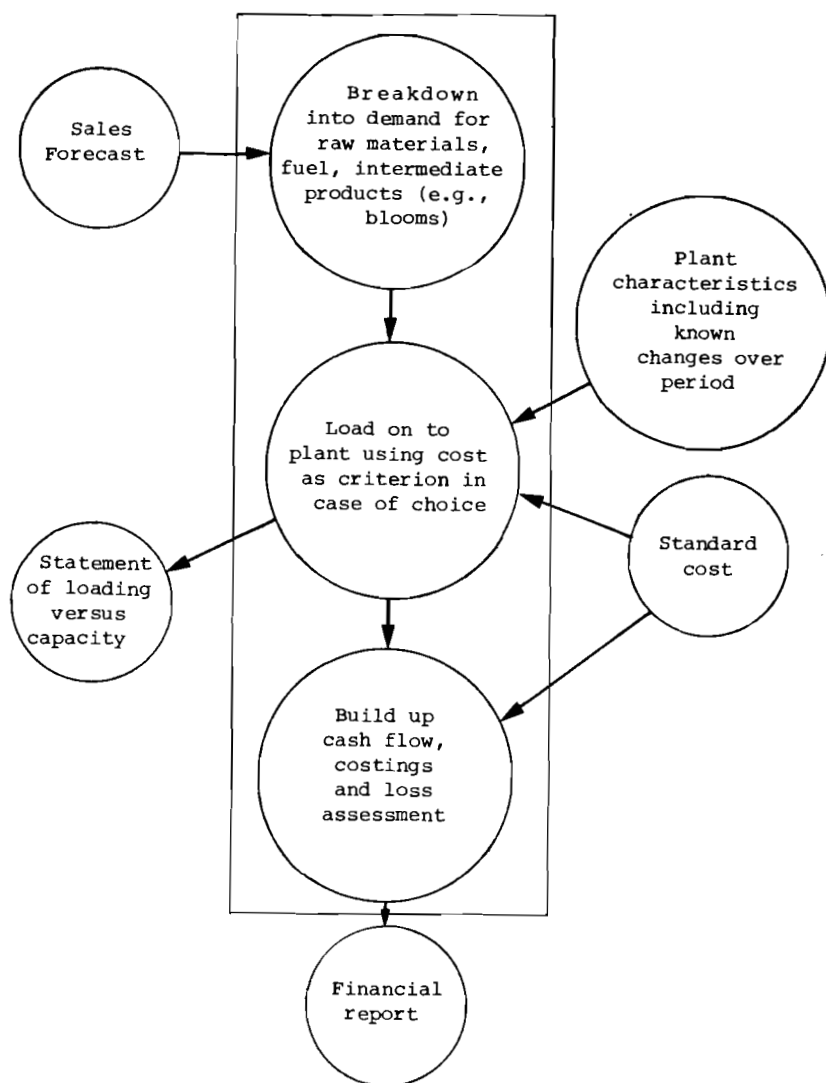 Sales
Forecast
Breakdown
into demand for
raw materials,
fuel, intermediate
products (e.g.,
blooms)
Plant
characteristics
including
known
changes over
period
Load on to
plant using cost
as criterion in
case of choice
Standard
cost
Statement
of loading
versus
capacity
Build up
cash flow,
costings
and loss
assessment
Financial
report